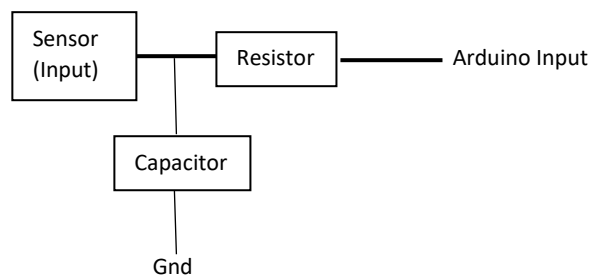 Sensor
(Input)
Resistor
Arduino Input
Capacitor
Gnd